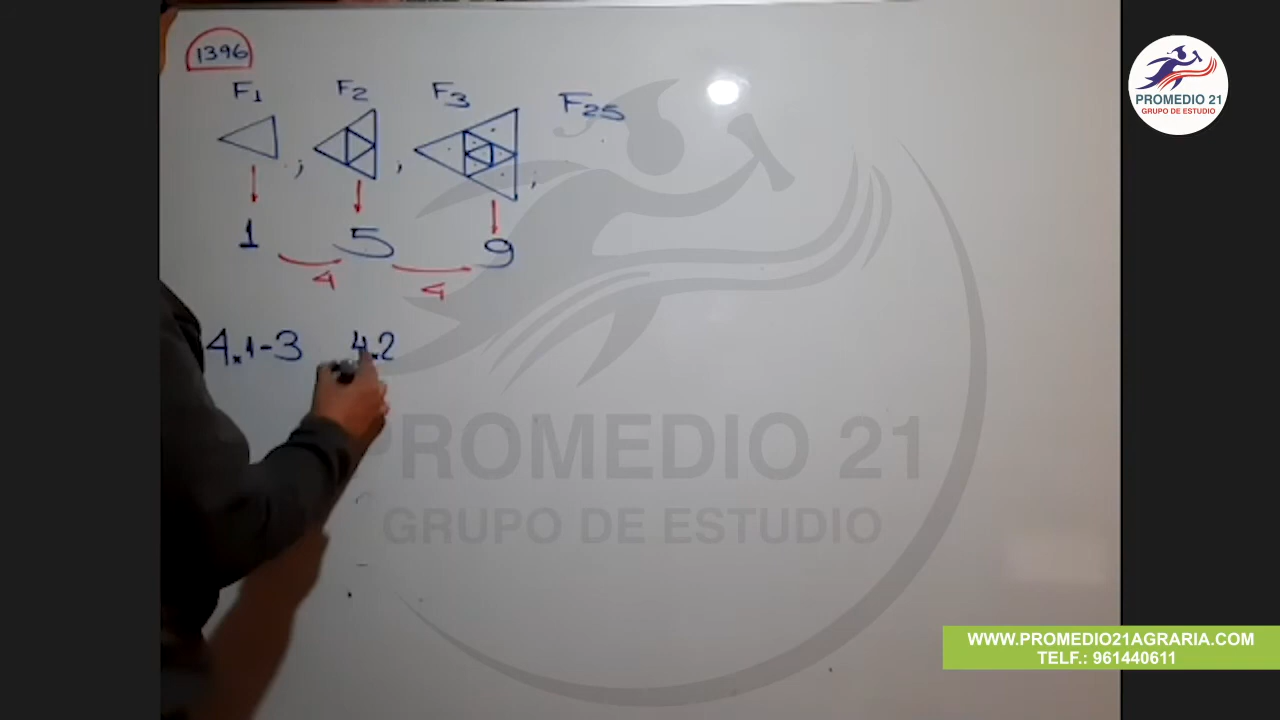 1396
F1 F2 F3 F25
; , ;
1 5 9
4 4
4.1-3 4.2
PROMEDIO 21
GRUPO DE ESTUDIO
PROMEDIO 21
GRUPO DE ESTUDIO
WWW.PROMEDIO21AGRARIA.COM
TELF.: 961440611